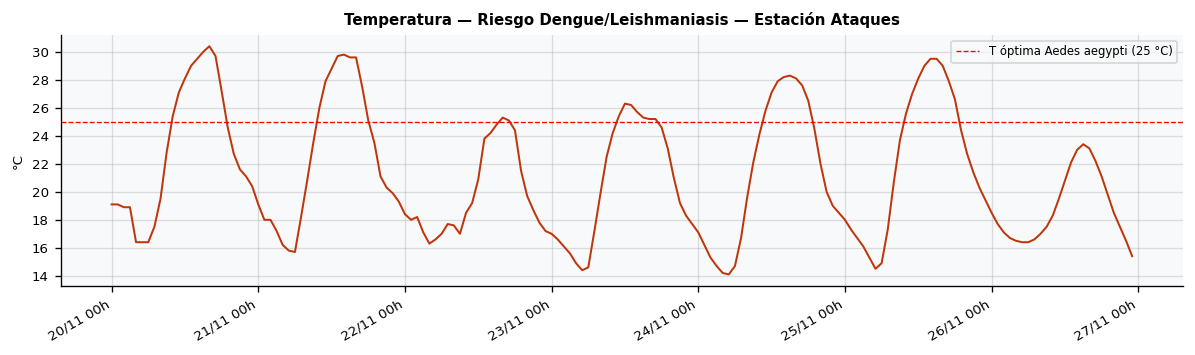 Temperatura — Riesgo Dengue/Leishmaniasis — Estación Ataques
T óptima Aedes aegypti (25 °C)
°C
30
28
26
24
22
20
18
16
14
20/11 00h
21/11 00h
22/11 00h
23/11 00h
24/11 00h
25/11 00h
26/11 00h
27/11 00h